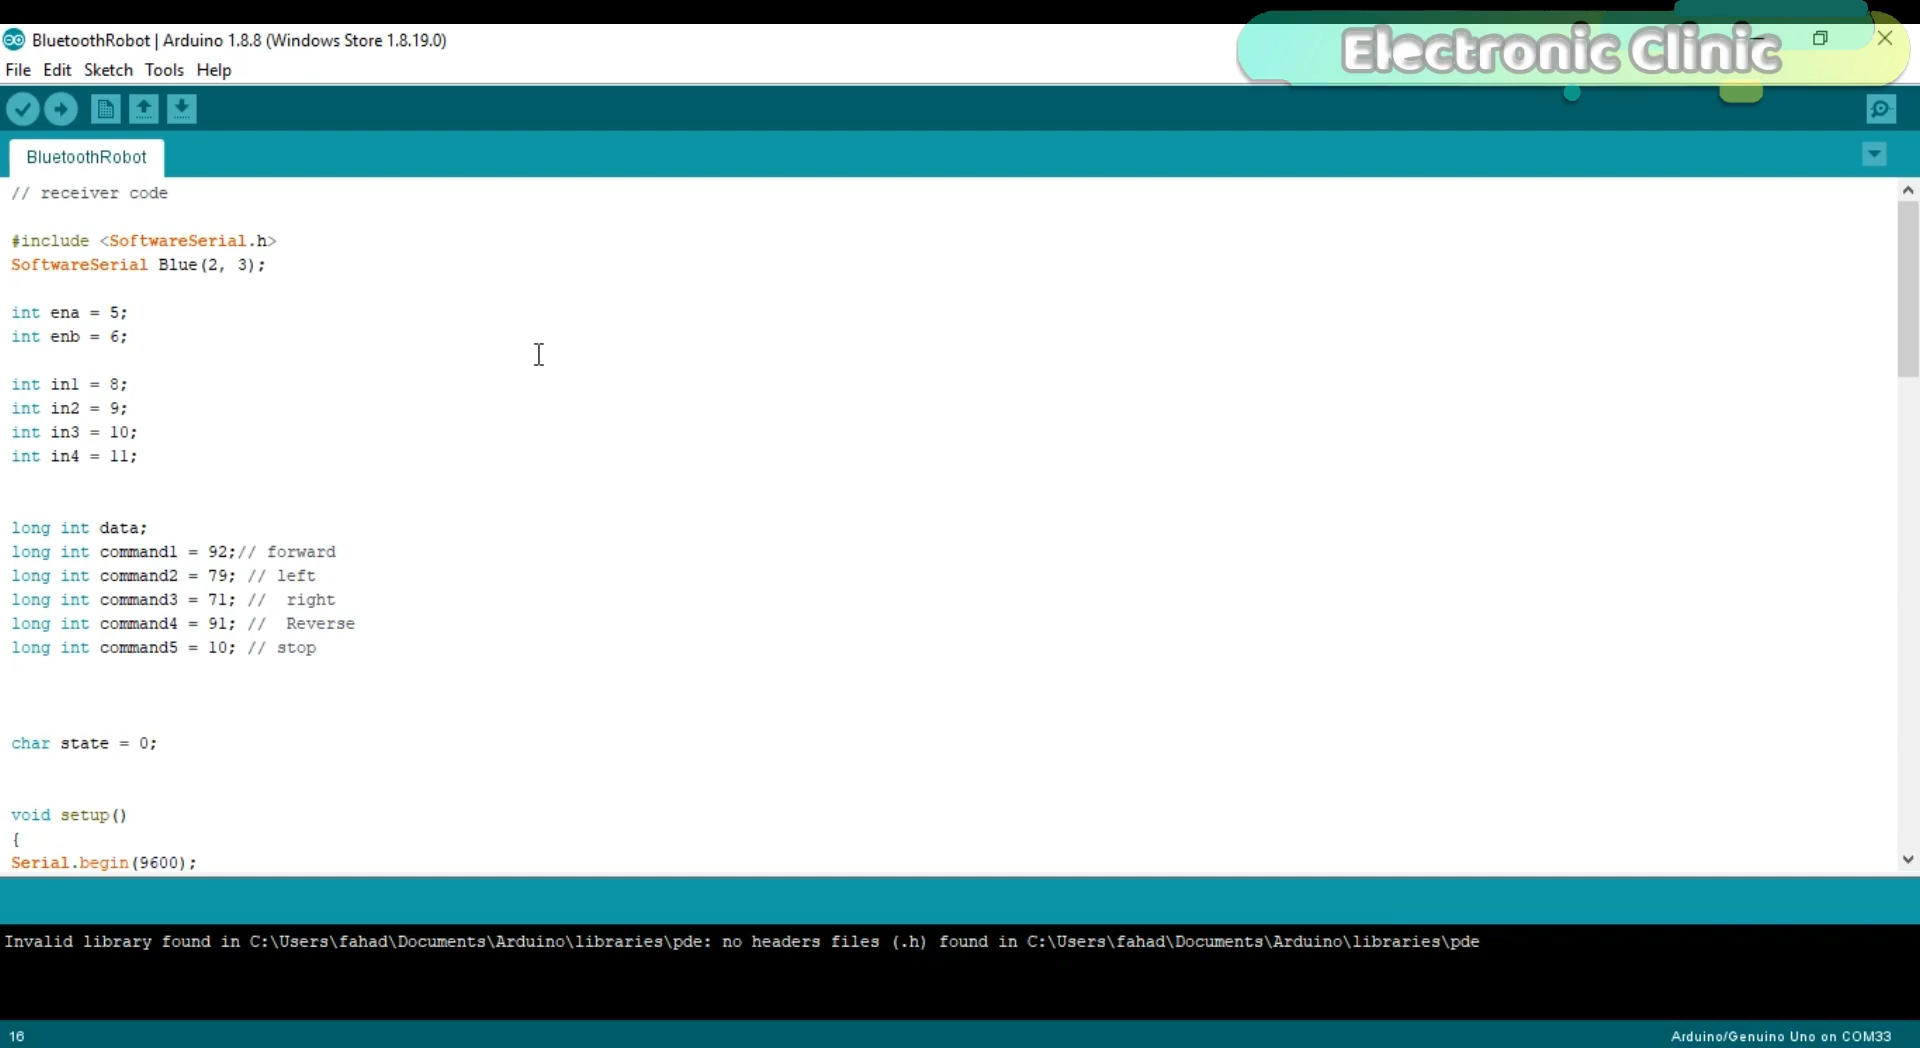 BluetoothRobot | Arduino 1.8.8 (Windows Store 1.8.19.0)
Electronic Clinic
File Edit Sketch Tools Help
BluetoothRobot
// receiver code
#include <SoftwareSerial.h>
SoftwareSerial Blue(2, 3);
int ena = 5;
int enb = 6;
int in1 = 8;
int in2 = 9;
int in3 = 10;
int in4 = 11;
long int data;
long int command1 = 92;// forward
long int command2 = 79; // left
long int command3 = 71; //  right
long int command4 = 91; //  Reverse
long int command5 = 10; // stop
char state = 0;
void setup()
{
Serial.begin(9600);
Invalid library found in C:\Users\fahad\Documents\Arduino\libraries\pde: no headers files (.h) found in C:\Users\fahad\Documents\Arduino\libraries\pde
16
Arduino/Genuino Uno on COM33